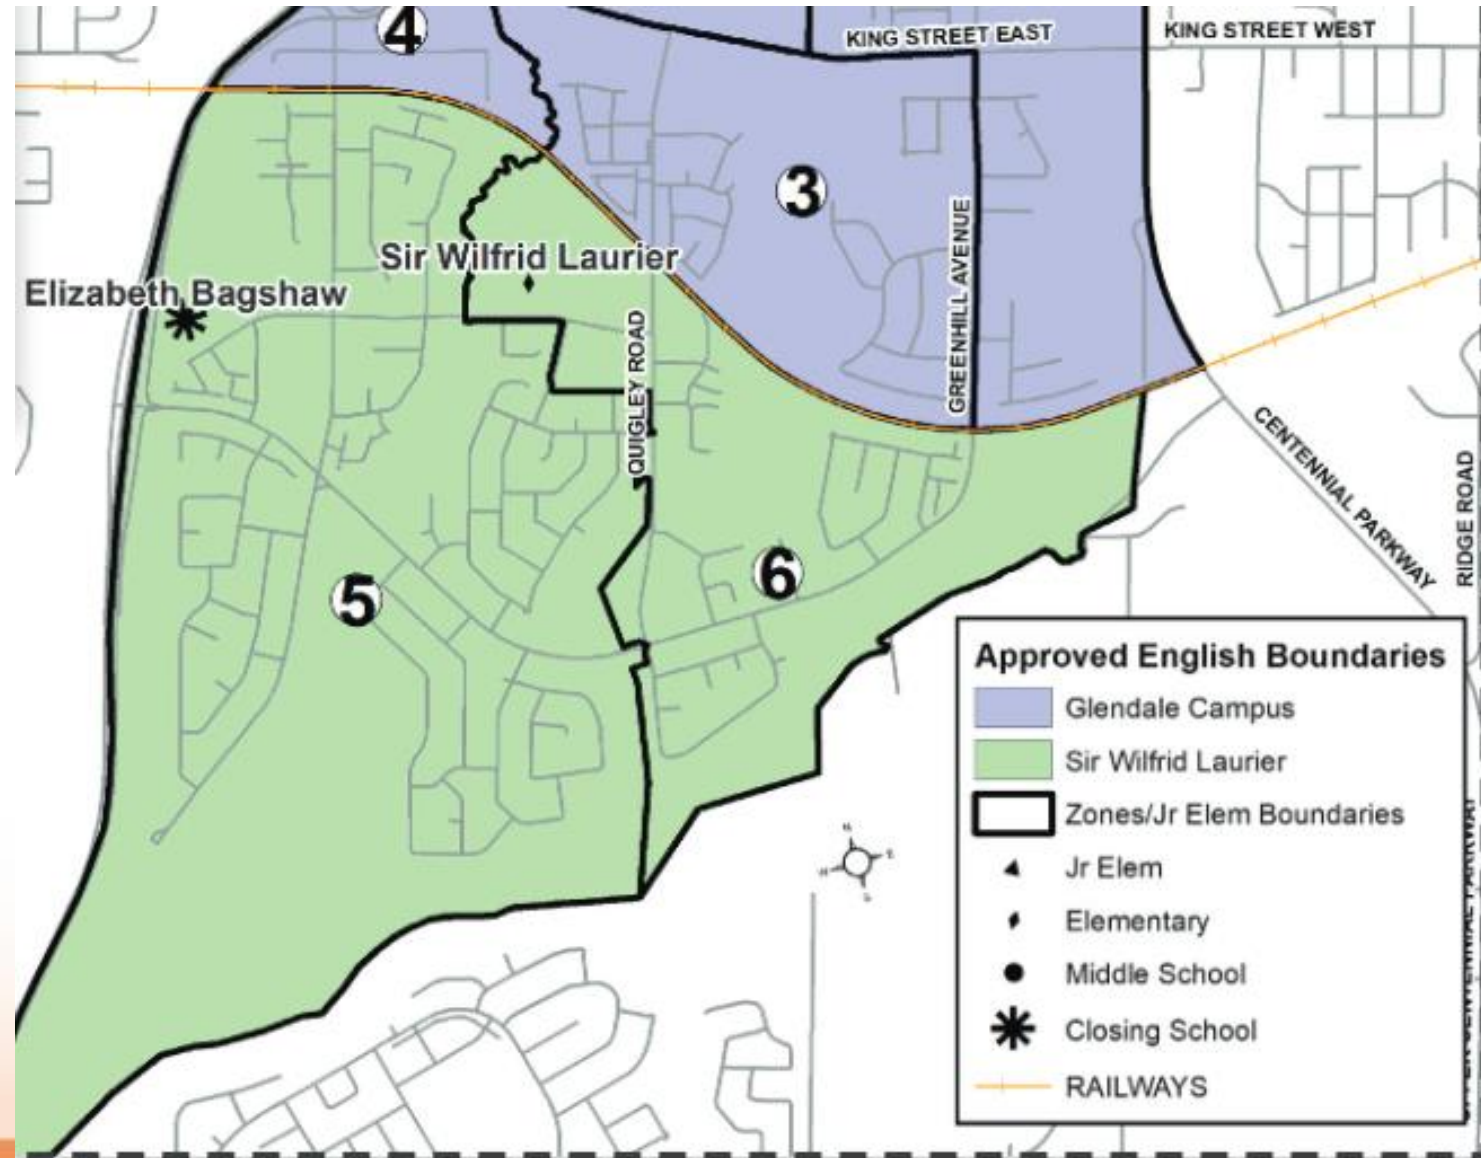 4
KING STREET EAST
KING STREET WEST
3
GREENHILL AVENUE
Sir Wilfrid Laurier
Elizabeth Bagshaw
QUIGLEY ROAD
CENTENNIAL PARKWAY
RIDGE ROAD
6
5
Approved English Boundaries
Glendale Campus
Sir Wilfrid Laurier
Zones/Jr Elem Boundaries
Jr Elem
Elementary
Middle School
Closing School
RAILWAYS
CENTENNIAL PARKWAY